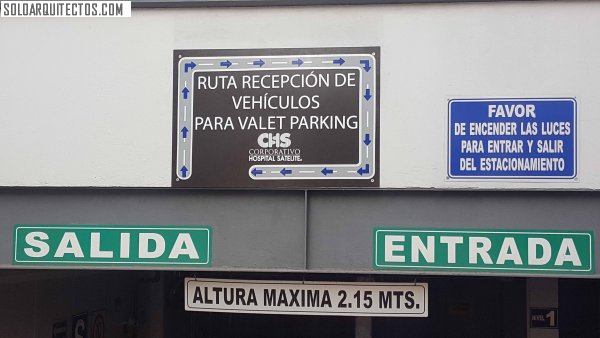 SOLOARQUITECTOS.COM
RUTA RECEPCIÓN DE
VEHÍCULOS
PARA VALET PARKING
CHS
CORPORATIVO
HOSPITAL SATELITE.
FAVOR
DE ENCENDER LAS LUCES
PARA ENTRAR Y SALIR
DEL ESTACIONAMIENTO
SALIDA
ENTRADA
ALTURA MAXIMA 2.15 MTS.
NIVEL 1